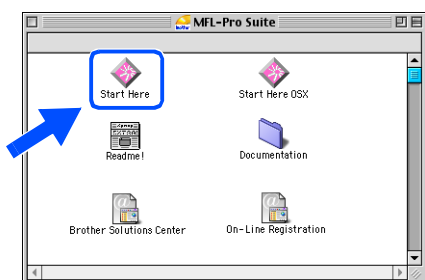 MFL-Pro Suite
Start Here
Start Here OSX
Readme!
Documentation
Brother Solutions Center
On-Line Registration